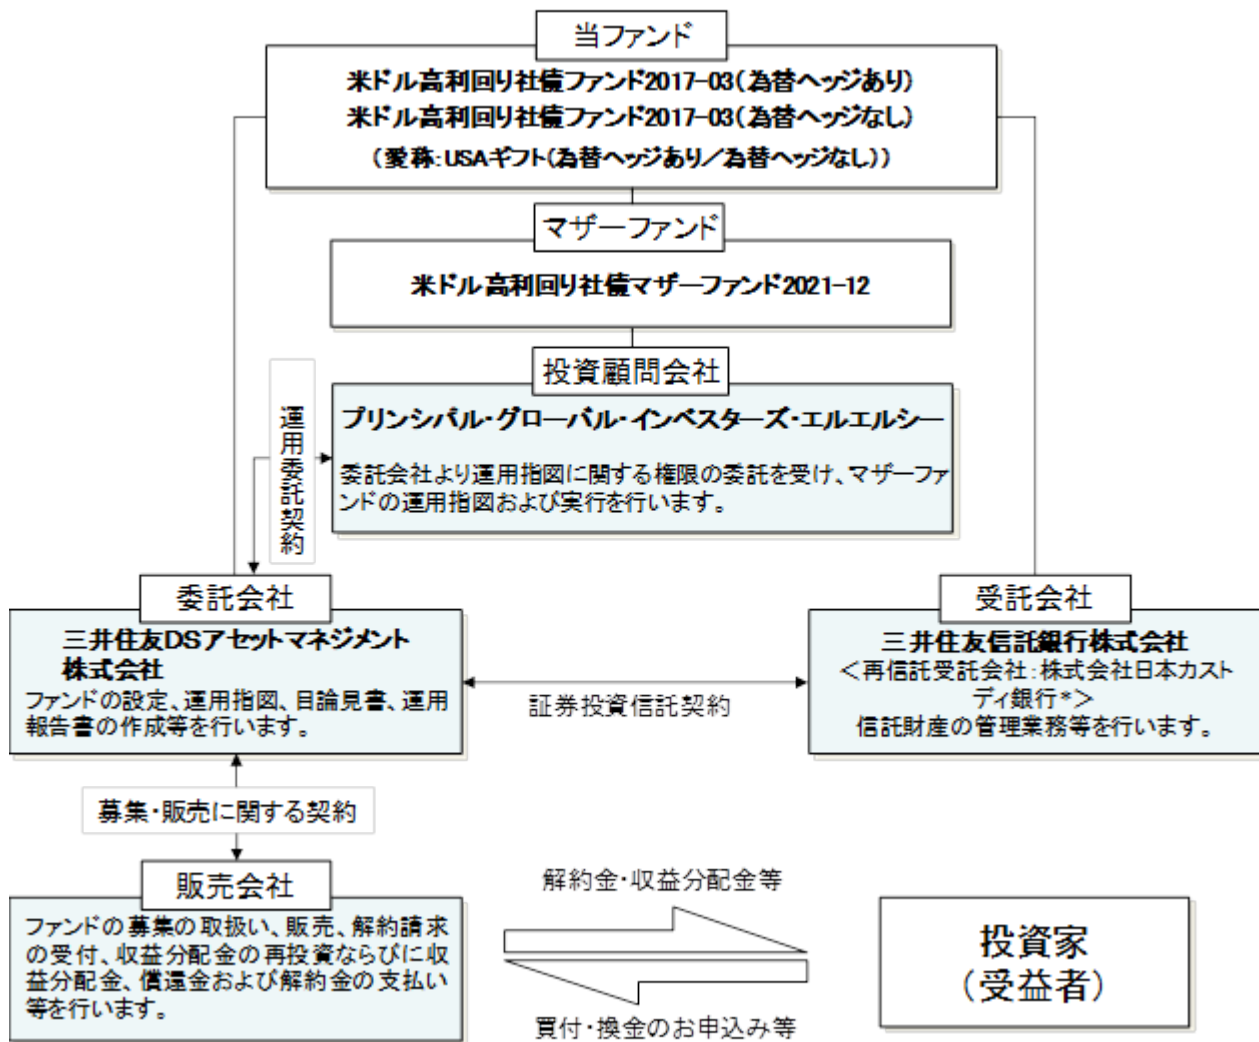 当ファンド
米ドル高利回り社債ファンド2017-03(為替ヘッジあり)
米ドル高利回り社債ファンド2017-03(為替ヘッジなし)
(愛称:USAギフト(為替ヘッジあり/為替ヘッジなし))
マザーファンド
米ドル高利回り社債マザーファンド2021-12
投資顧問会社
プリンシパル・グローバル・インベスターズ・エルエルシー
委託会社より運用指図に関する権限の委託を受け、マザーファ
ンドの運用指図および実行を行います。
運用委託契約
委託会社
三井住友DSアセットマネジメント
株式会社
ファンドの設定、運用指図、目論見書、運用
報告書の作成等を行います。
証券投資信託契約
受託会社
三井住友信託銀行株式会社
<再信託受託会社:株式会社日本カスト
ディ銀行*>
信託財産の管理業務等を行います。
募集・販売に関する契約
販売会社
ファンドの募集の取扱い、販売、解約請求
の受付、収益分配金の再投資ならびに収
益分配金、償還金および解約金の支払い
等を行います。
解約金・収益分配金等
買付・換金のお申込み等
投資家
(受益者)